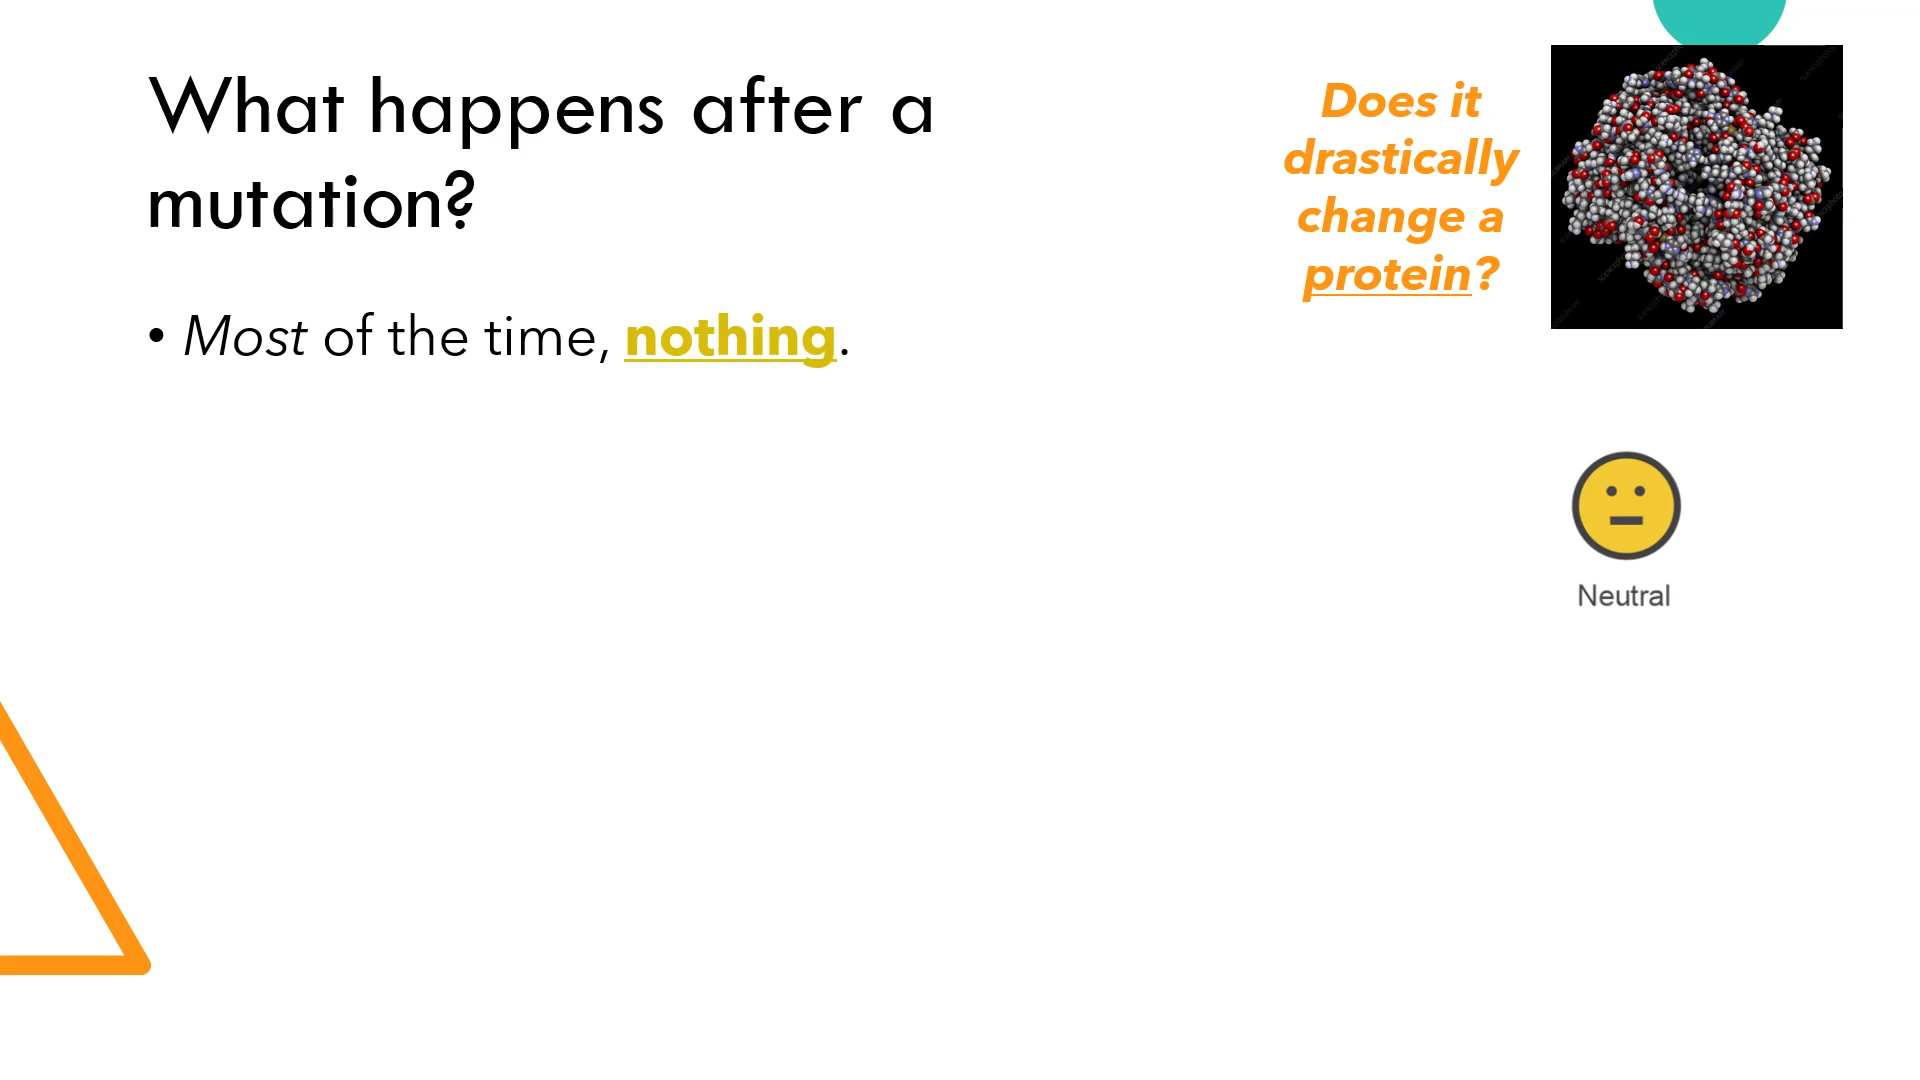 What happens after a
mutation?
• Most of the time, nothing.
Does it
drastically
change a
protein?
Neutral